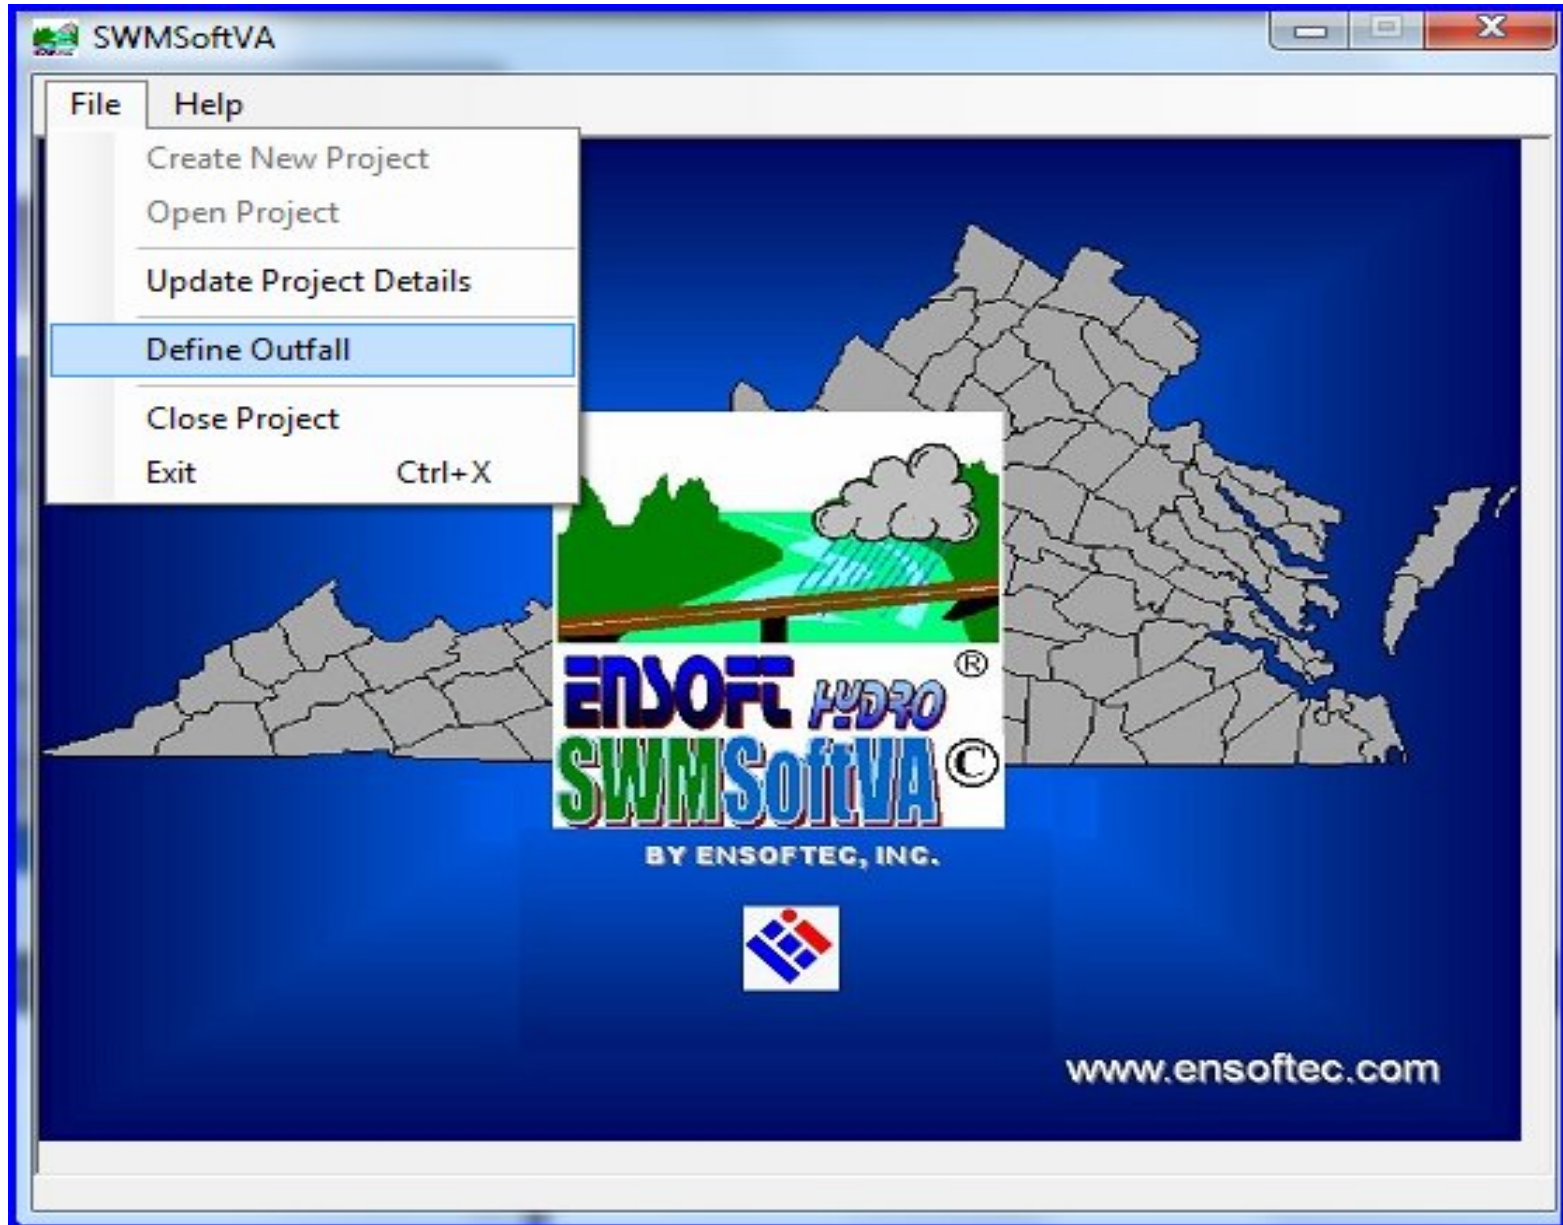 SWMSoftVA
File Help
Create New Project
Open Project
Update Project Details
Define Outfall
Close Project
Exit Ctrl+X
ENSOFT HYDRO ®
SWMSoftVA ©
BY ENSOFTEC, INC.
www.ensoftec.com